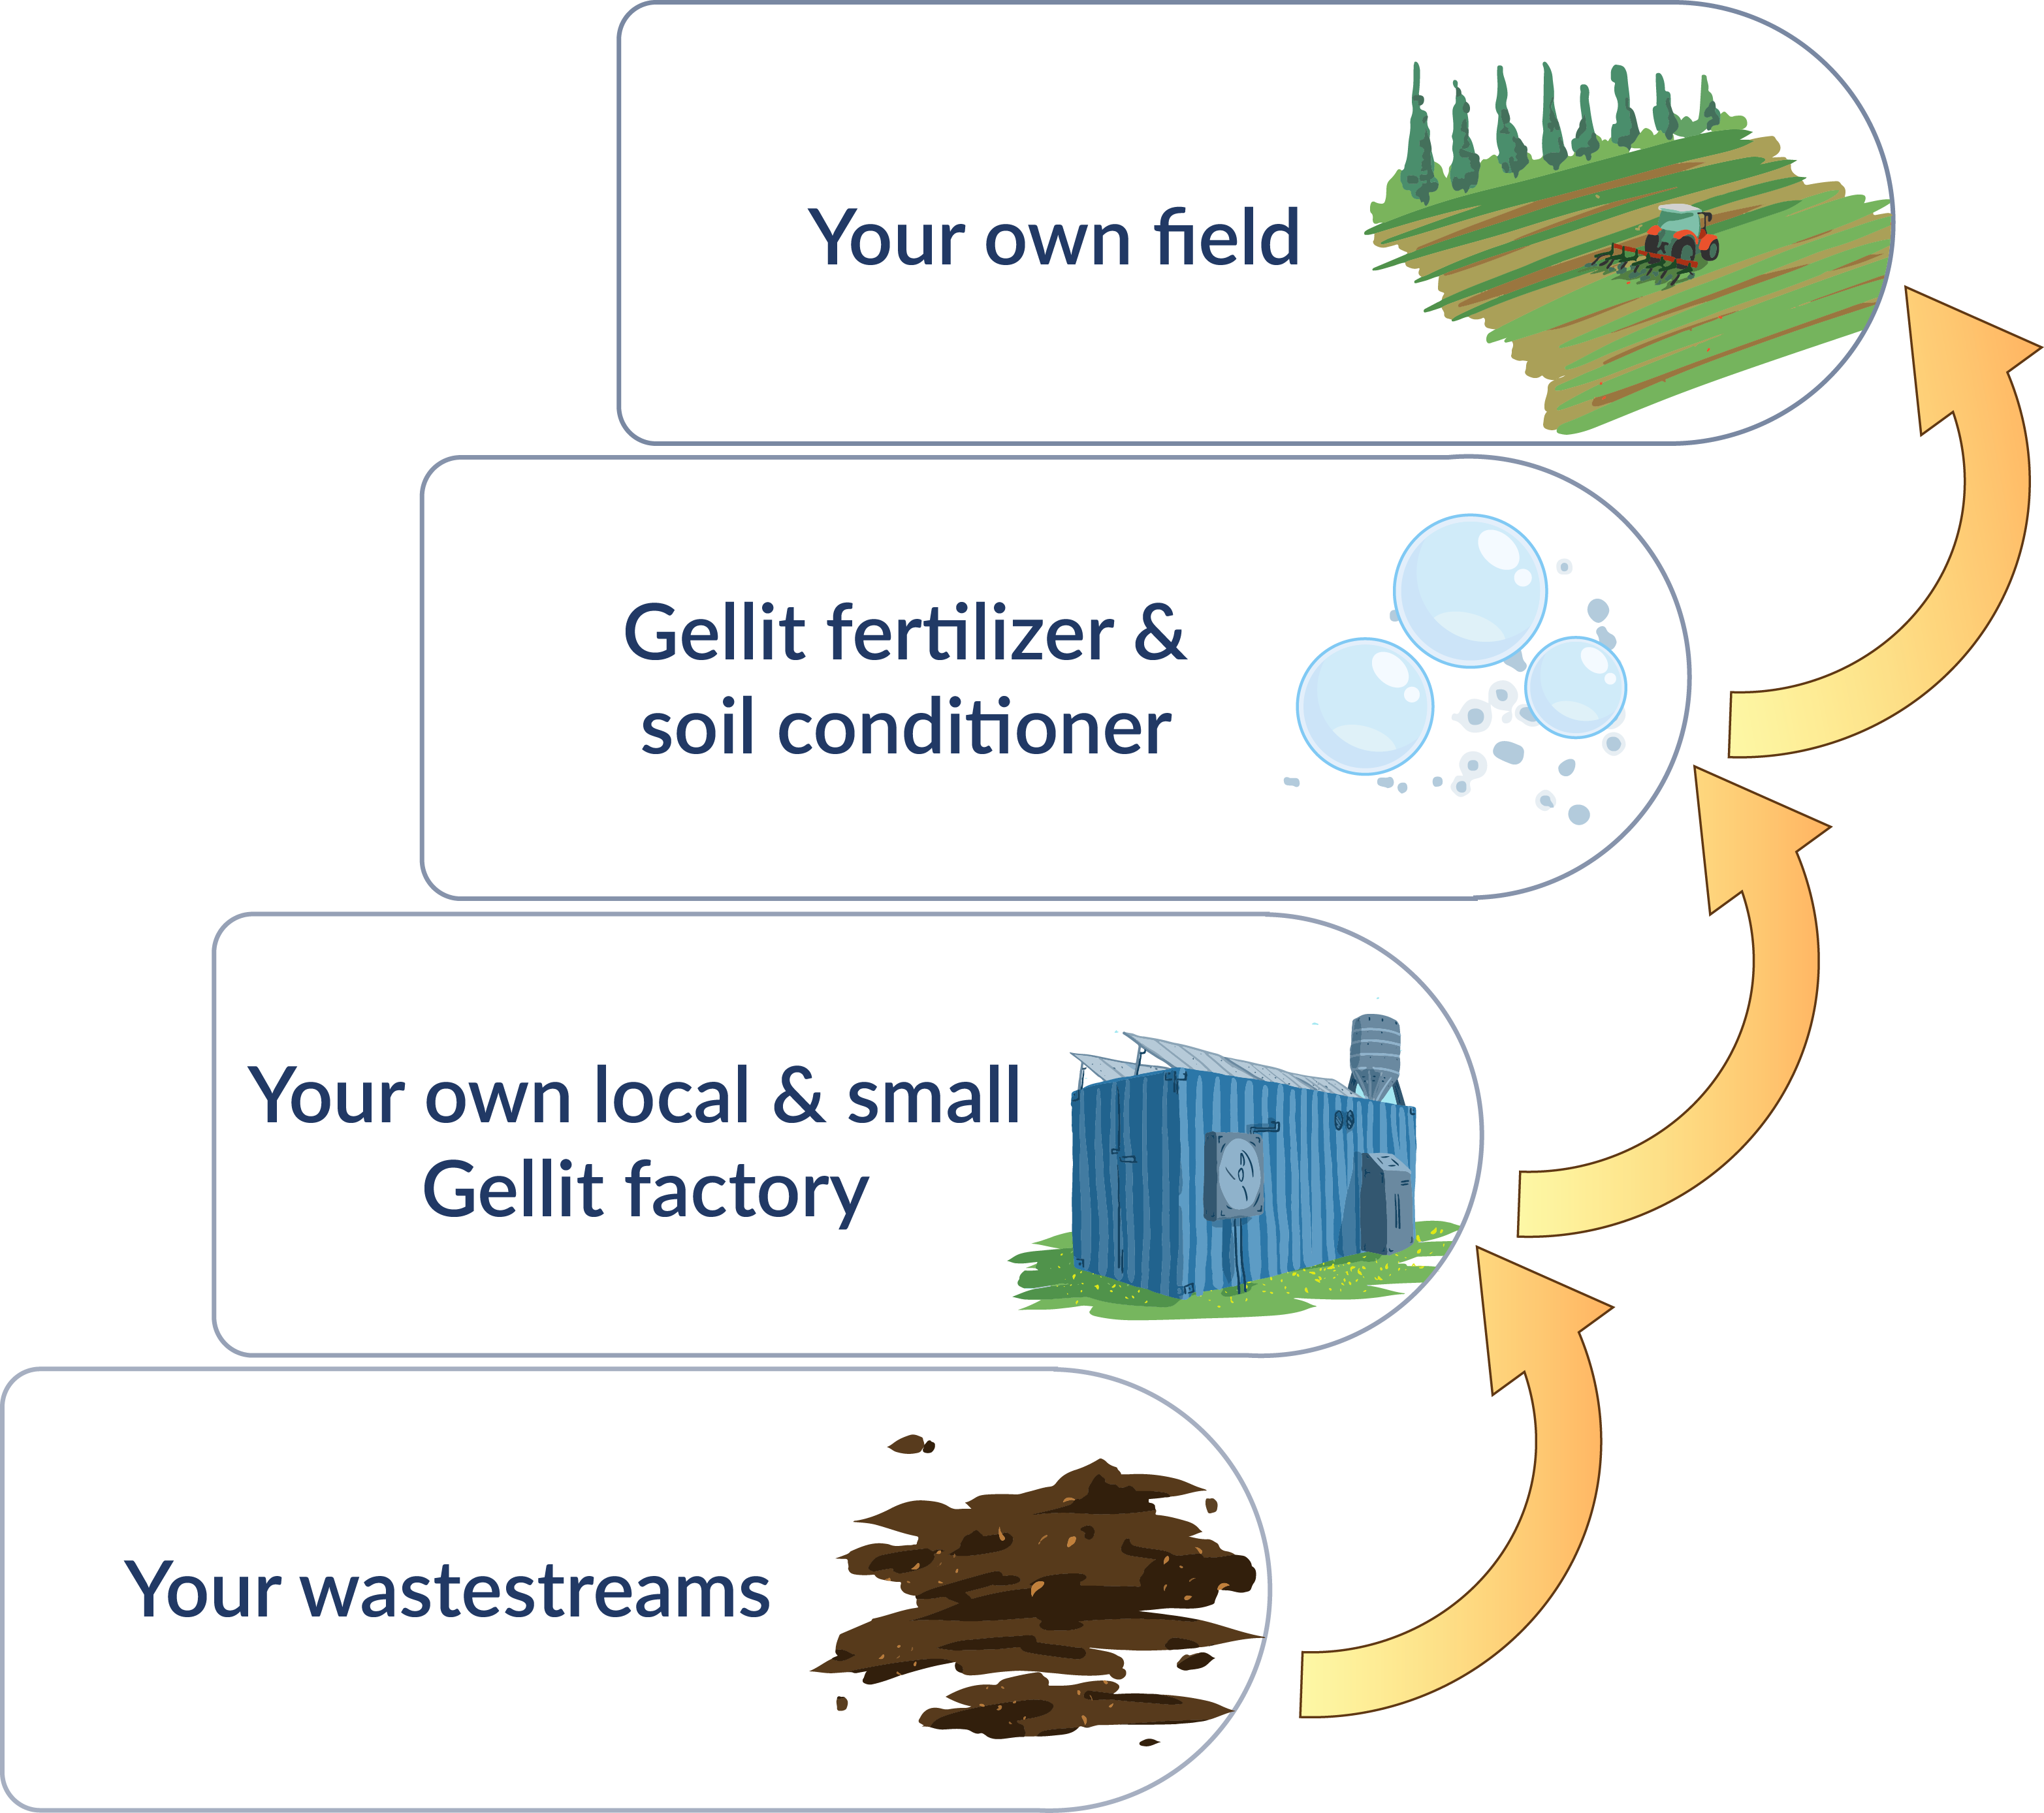 Your own field
Gellit fertilizer &
soil conditioner
Your own local & small
Gellit factory
Your wastestreams